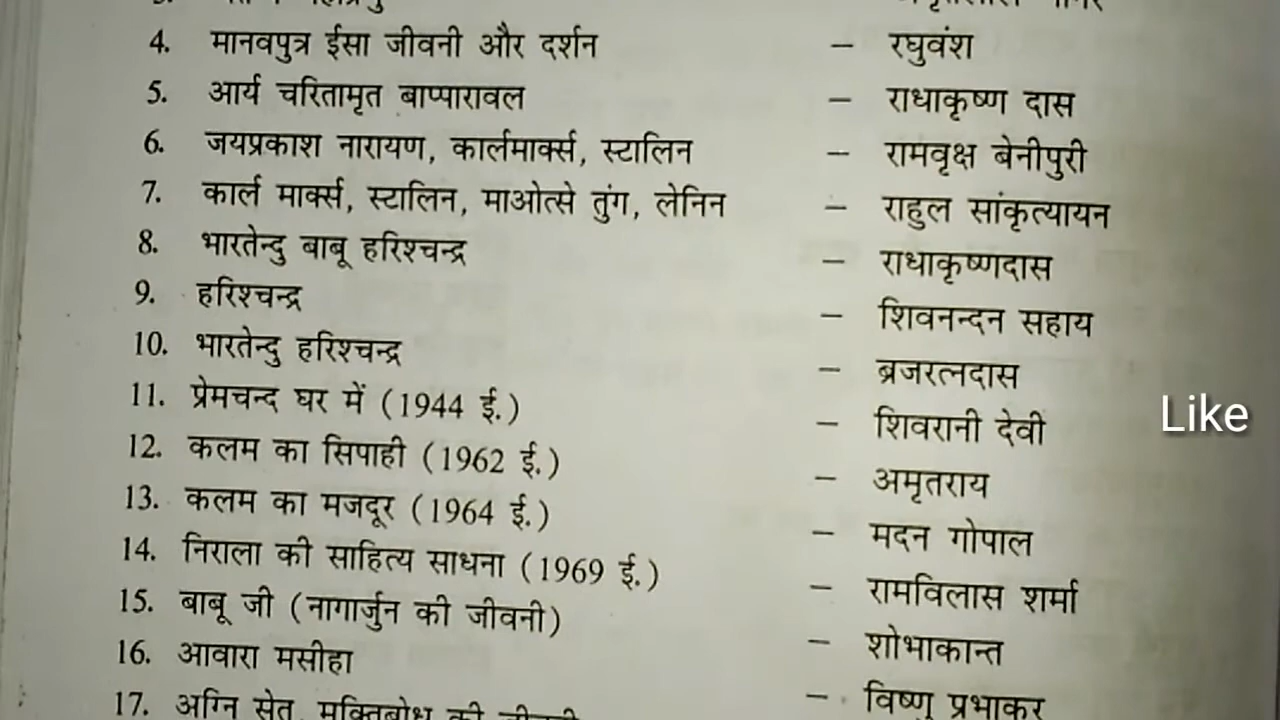 4. मानवपुत्र ईसा जीवनी और दर्शन – रघुवंश
5. आर्य चरितामृत बाप्पारावल – राधाकृष्ण दास
6. जयप्रकाश नारायण, कार्लमार्क्स, स्टालिन – रामवृक्ष बेनीपुरी
7. कार्ल मार्क्स, स्टालिन, माओत्से तुंग, लेनिन – राहुल सांकृत्यायन
8. भारतेन्दु बाबू हरिश्चन्द्र – राधाकृष्णदास
9. हरिश्चन्द्र – शिवनन्दन सहाय
10. भारतेन्दु हरिश्चन्द्र – ब्रजरत्नदास
11. प्रेमचन्द घर में (1944 ई.) – शिवरानी देवी
Like
12. कलम का सिपाही (1962 ई.) – अमृतराय
13. कलम का मजदूर (1964 ई.) – मदन गोपाल
14. निराला की साहित्य साधना (1969 ई.) – रामविलास शर्मा
15. बाबू जी (नागार्जुन की जीवनी) – शोभाकान्त
16. आवारा मसीहा – विष्णु प्रभाकर
17. अग्नि सेतु, मुक्तिबोध की